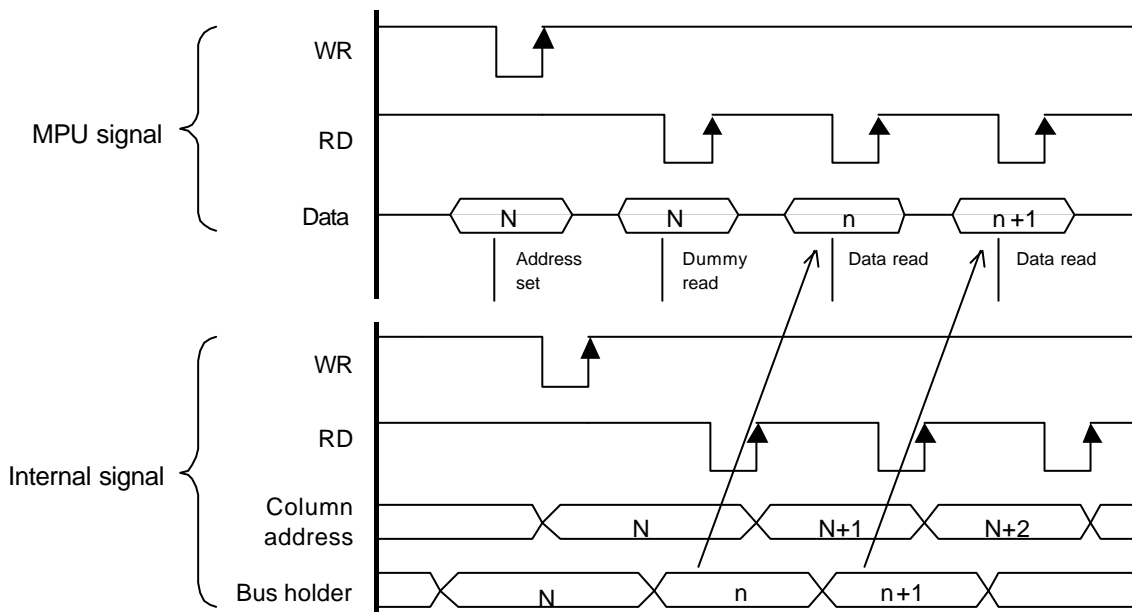 WR
MPU signal
RD
Data
N
N
n
n+1
Address
set
Dummy
read
Data read
Data read
WR
RD
Internal signal
Column
address
N
N+1
N+2
Bus holder
N
n
n+1